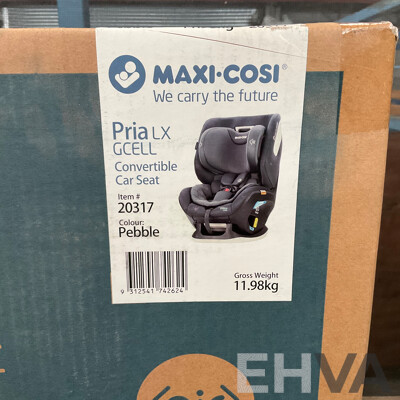 MAXI-COSI®
We carry the future
Pria LX
GCELL
Convertible
Car Seat
Item #
20317
Colour:
Pebble
Gross Weight
11.98kg
9 312541 742624
EHVA